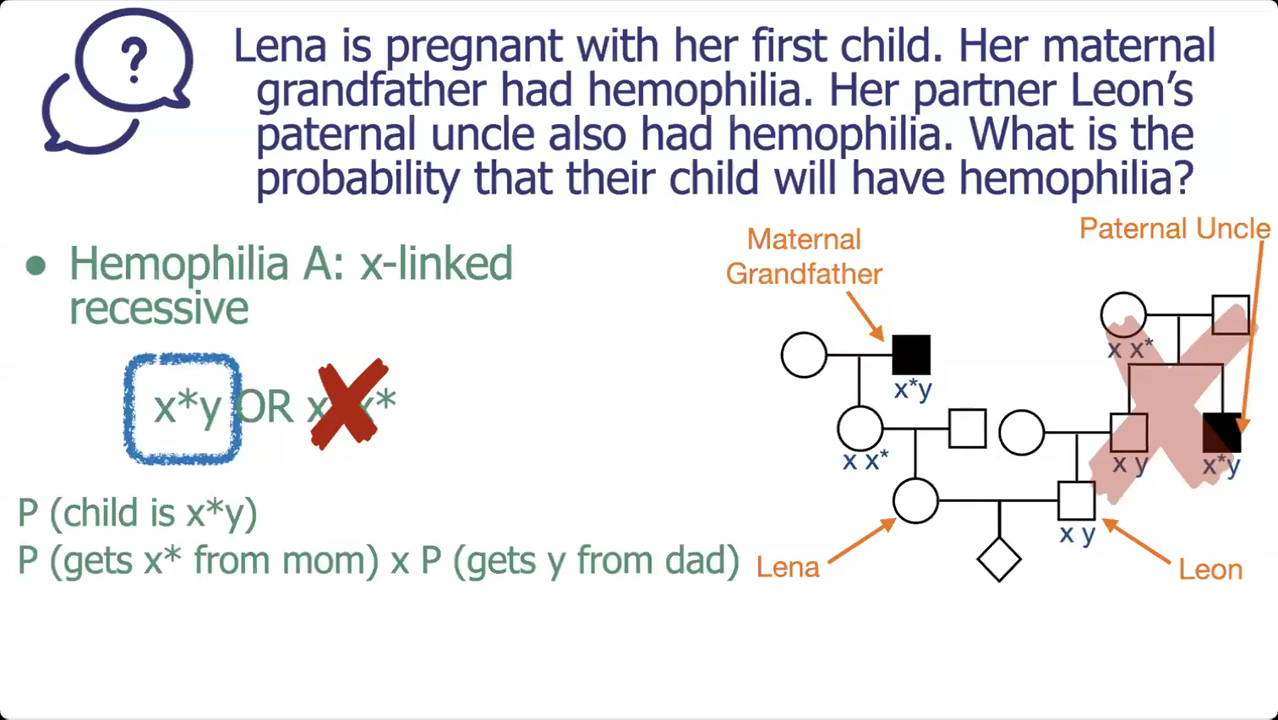 ?
Lena is pregnant with her first child. Her maternal
grandfather had hemophilia. Her partner Leon's
paternal uncle also had hemophilia. What is the
probability that their child will have hemophilia?
● Hemophilia A: x-linked
recessive
x*y OR x*x*
P (child is x*y)
P (gets x* from mom) x P (gets y from dad)
Maternal
Grandfather
Paternal Uncle
x x*
x*y
x x*
x y
x*y
x y
Lena
Leon